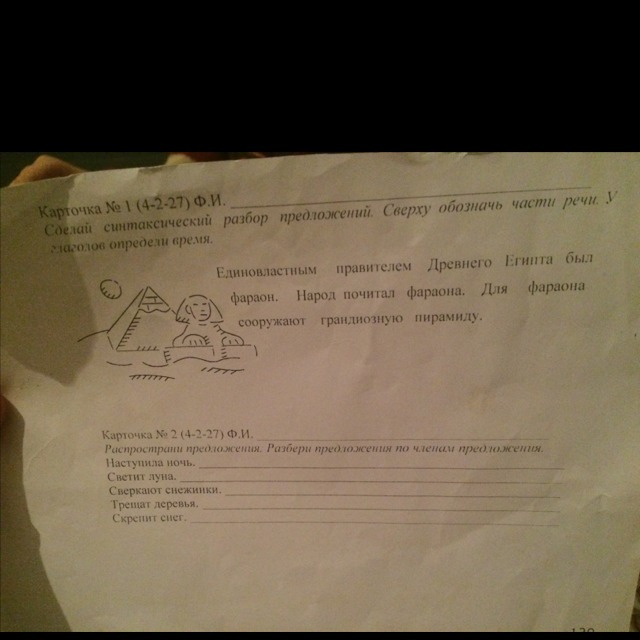 Карточка № 1 (4-2-27) Ф.И.
Сделай синтаксический разбор предложений. Сверху обозначь части речи. У
глаголов определи время.
Единовластным правителем Древнего Египта был
фараон. Народ почитал фараона. Для фараона
сооружают грандиозную пирамиду.
Карточка № 2 (4-2-27) Ф.И.
Распространи предложения. Разбери предложения по членам предложения.
Наступила ночь.
Светит луна.
Сверкают снежинки.
Трещат деревья.
Скрепит снег.